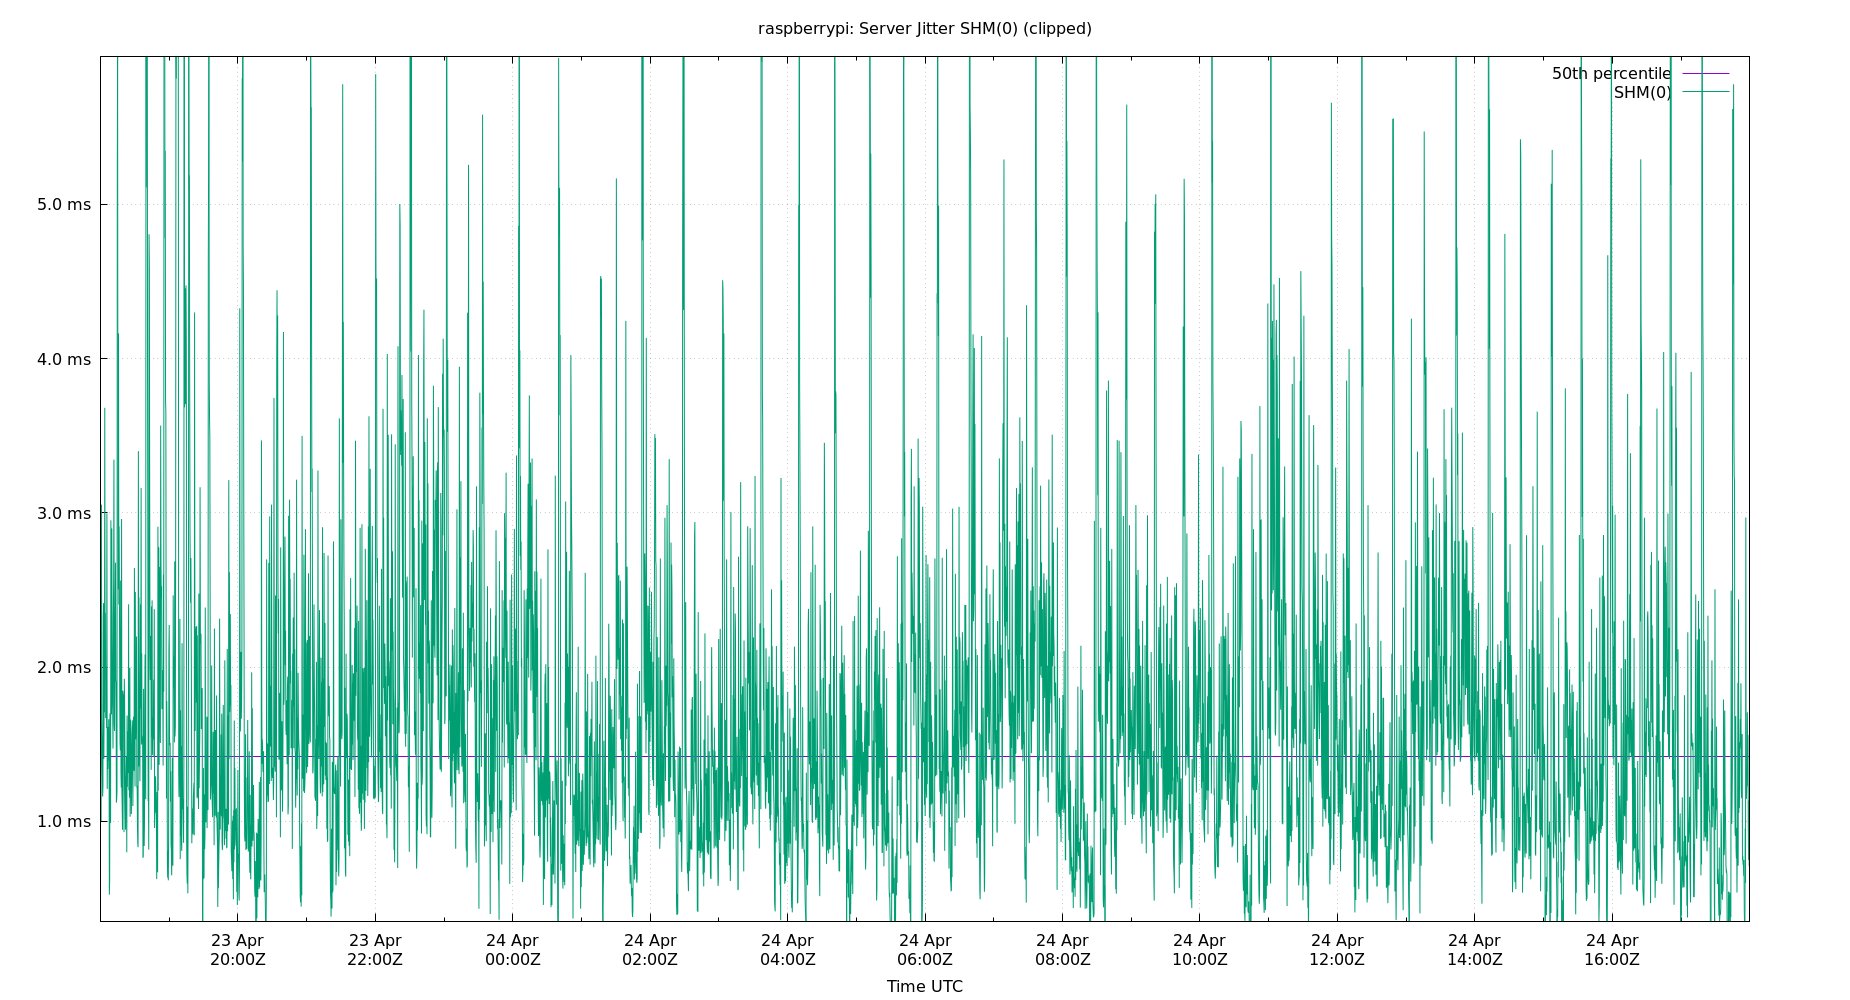 raspberrypi: Server Jitter SHM(0) (clipped)
50th percentile
SHM(0)
5.0 ms
4.0 ms
3.0 ms
2.0 ms
1.0 ms
23 Apr 23 Apr 24 Apr 24 Apr 24 Apr 24 Apr 24 Apr 24 Apr 24 Apr 24 Apr 24 Apr
20:00Z 22:00Z 00:00Z 02:00Z 04:00Z 06:00Z 08:00Z 10:00Z 12:00Z 14:00Z 16:00Z
Time UTC